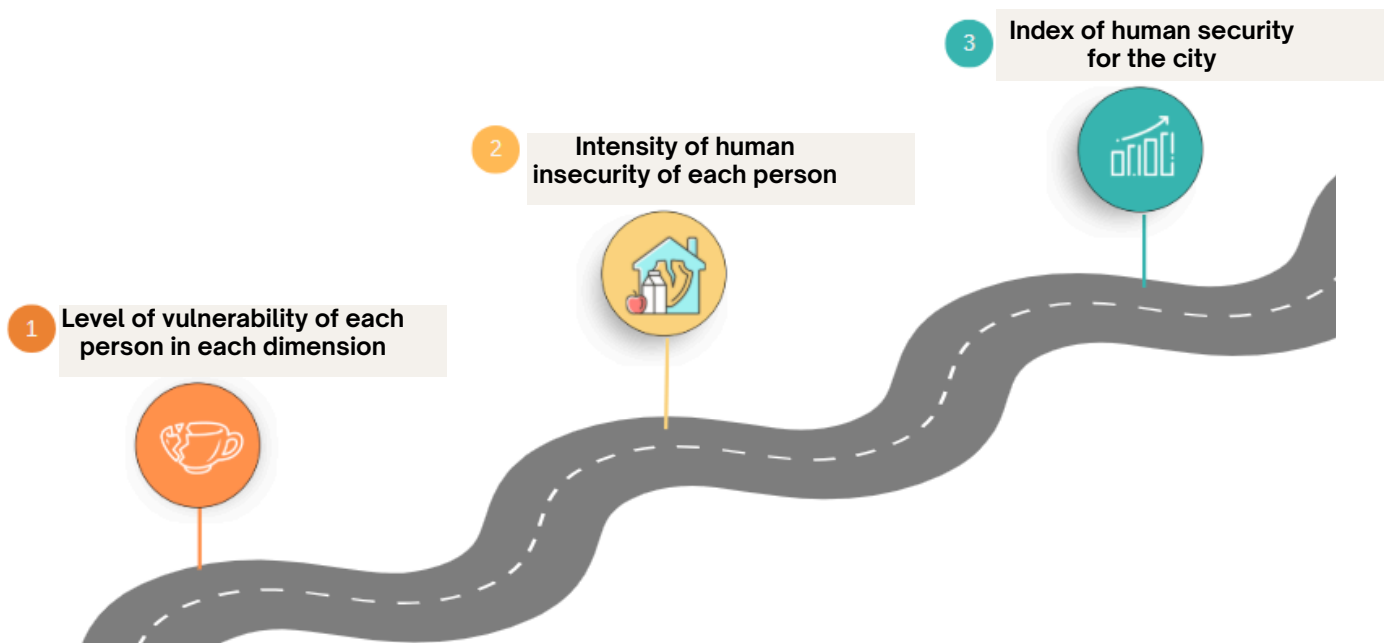 1
Level of vulnerability of each
person in each dimension
2
Intensity of human
insecurity of each person
3
Index of human security
for the city